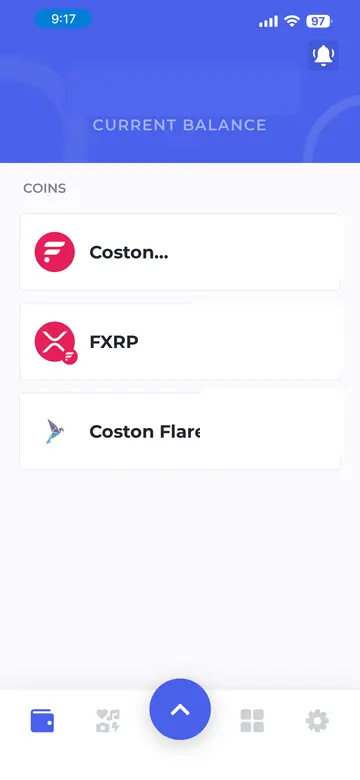 9:17
97
CURRENT BALANCE
COINS
Coston...
FXRP
Coston Flare